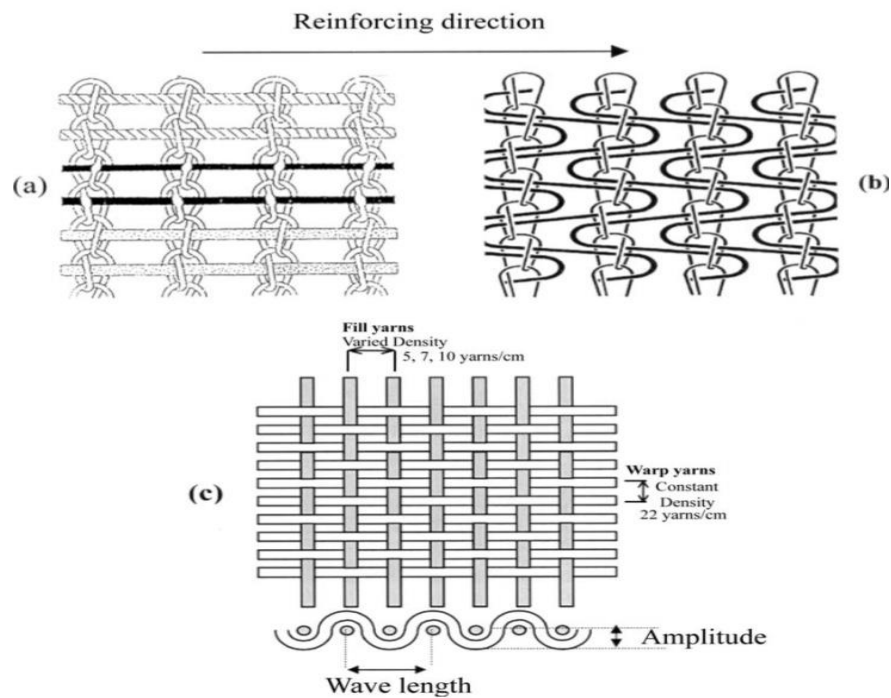 Reinforcing direction
(a)
(b)
Fill yarns
Varied Density
5, 7, 10 yarns/cm
(c)
Warp yarns
Constant
Density
22 yarns/cm
Amplitude
Wave length